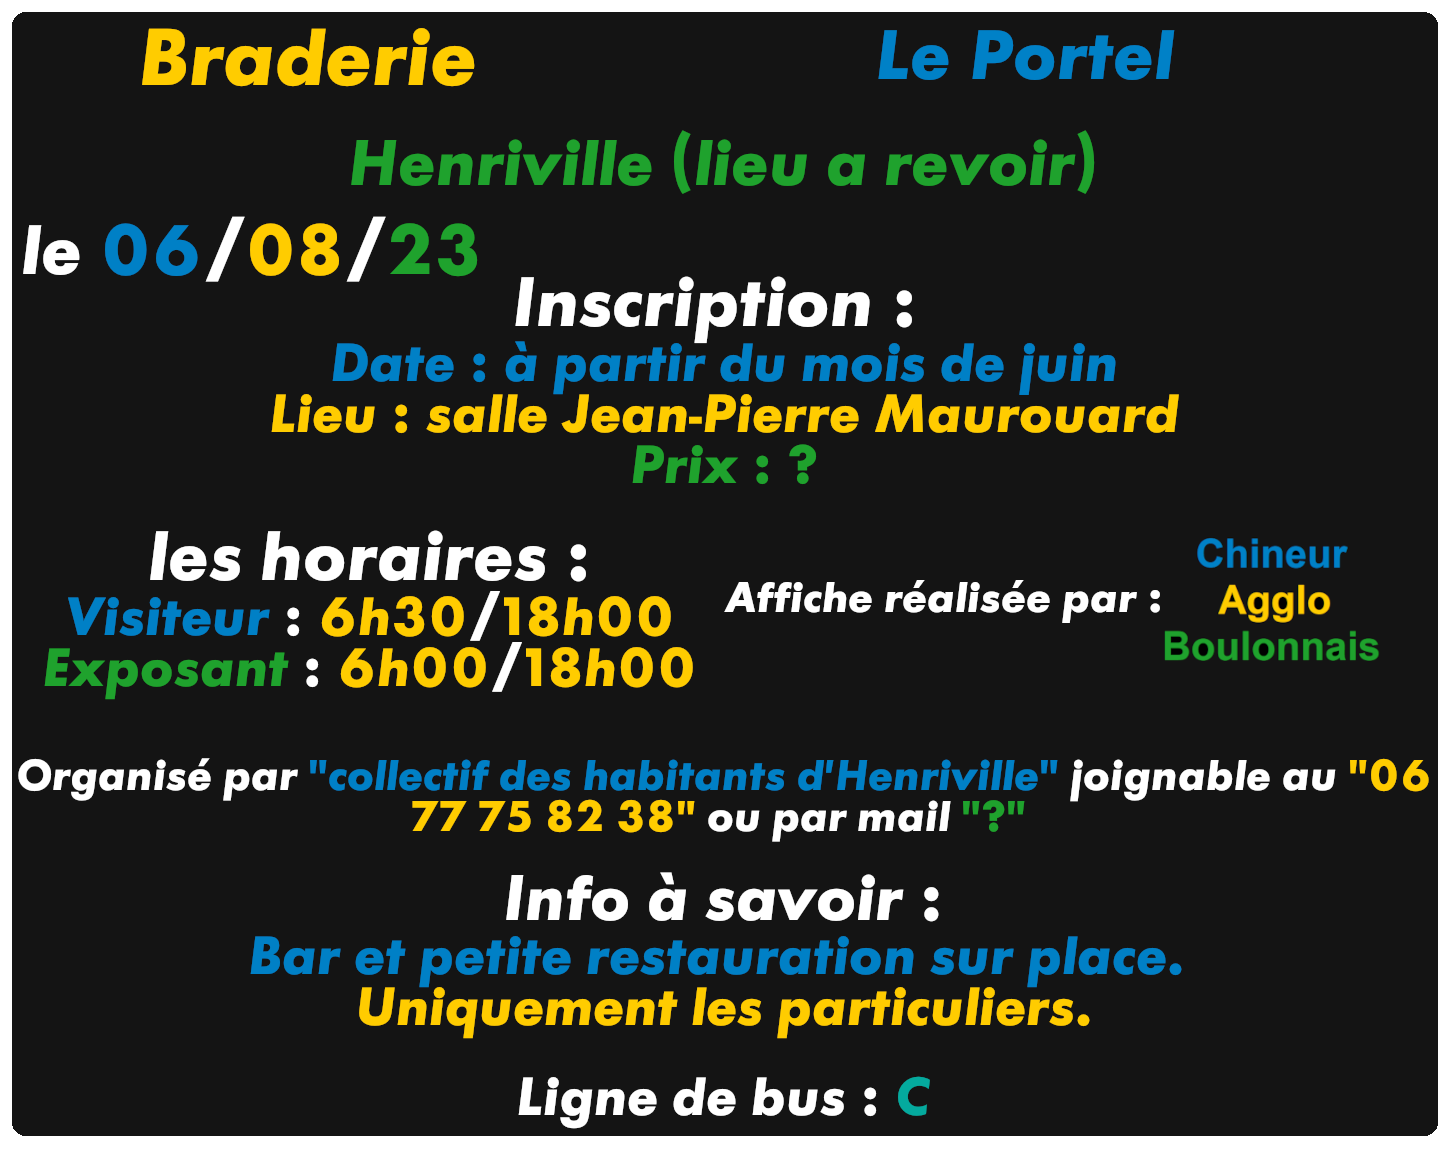 Braderie
Le Portel
Henriville (lieu a revoir)
le 06/08/23
Inscription :
Date : à partir du mois de juin
Lieu : salle Jean-Pierre Maurouard
Prix : ?
les horaires :
Visiteur : 6h30/18h00
Exposant : 6h00/18h00
Affiche réalisée par :
Chineur
Agglo
Boulonnais
Organisé par "collectif des habitants d'Henriville" joignable au "06
77 75 82 38" ou par mail "?"
Info à savoir :
Bar et petite restauration sur place.
Uniquement les particuliers.
Ligne de bus : C